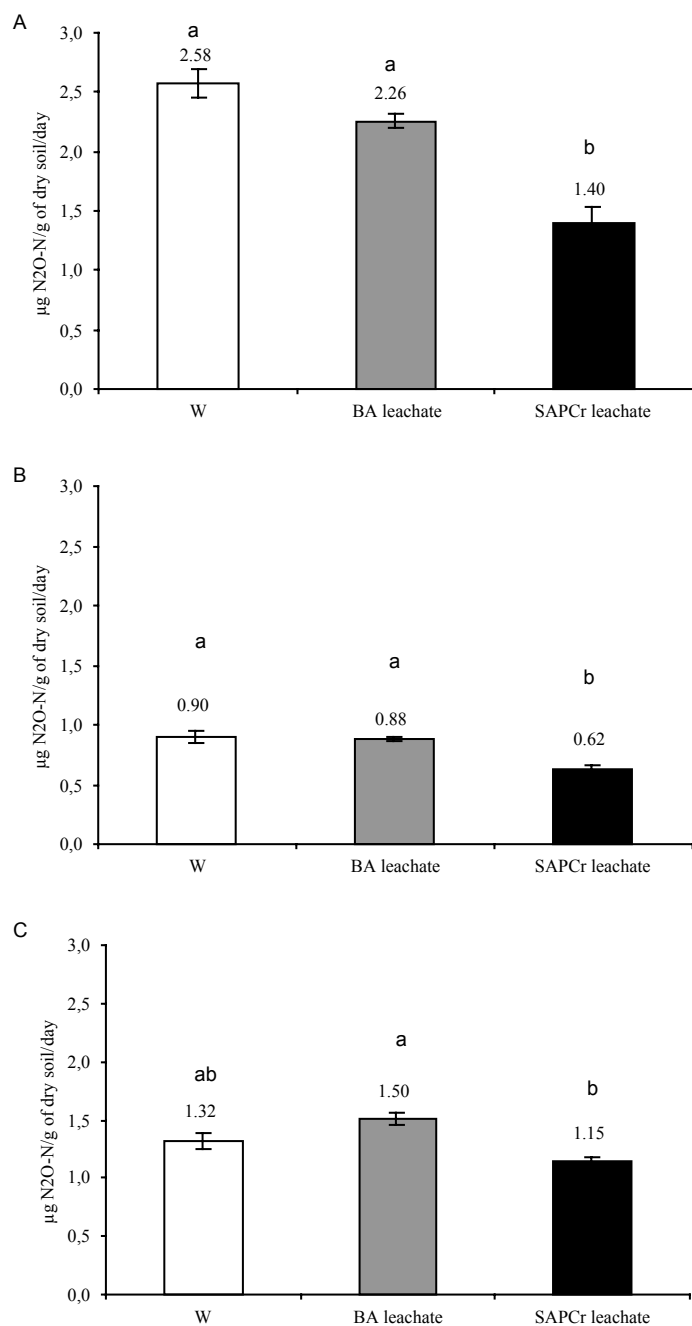 A
µg N2O-N/g of dry soil/day
3,0
2,5
2,0
1,5
1,0
0,5
0,0
a
2.58
a
2.26
b
1.40
W
BA leachate
SAPCr leachate
B
µg N2O-N/g of dry soil/day
3,0
2,5
2,0
1,5
1,0
0,5
0,0
a
0.90
a
0.88
b
0.62
W
BA leachate
SAPCr leachate
C
µg N2O-N/g of dry soil/day
3,0
2,5
2,0
1,5
1,0
0,5
0,0
ab
1.32
a
1.50
b
1.15
W
BA leachate
SAPCr leachate